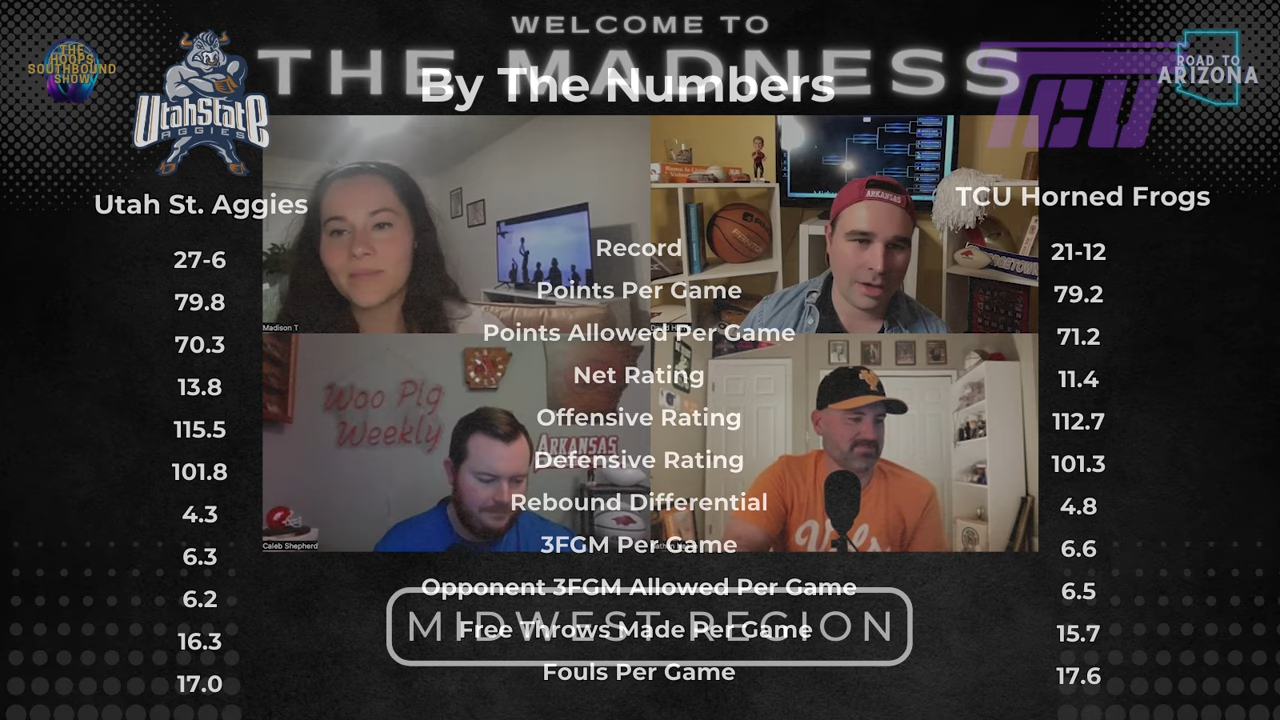 WELCOME TO
THE MADNESS
By The Numbers
THE
HOOPS
SOUTHBOUND
SHOW
UtahState
AGGIES
TCU
ROAD TO
ARIZONA
Utah St. Aggies
TCU Horned Frogs
27-6 Record 21-12
79.8 Points Per Game 79.2
70.3 Points Allowed Per Game 71.2
13.8 Net Rating 11.4
115.5 Offensive Rating 112.7
101.8 Defensive Rating 101.3
4.3 Rebound Differential 4.8
6.3 3FGM Per Game 6.6
6.2 Opponent 3FGM Allowed Per Game 6.5
16.3 Free Throws Made Per Game 15.7
17.0 Fouls Per Game 17.6
MIDWEST REGION
Madison T
ARKANSAS
Woo Pig
Weekly
ARKANSAS
Caleb Shepherd
Vols